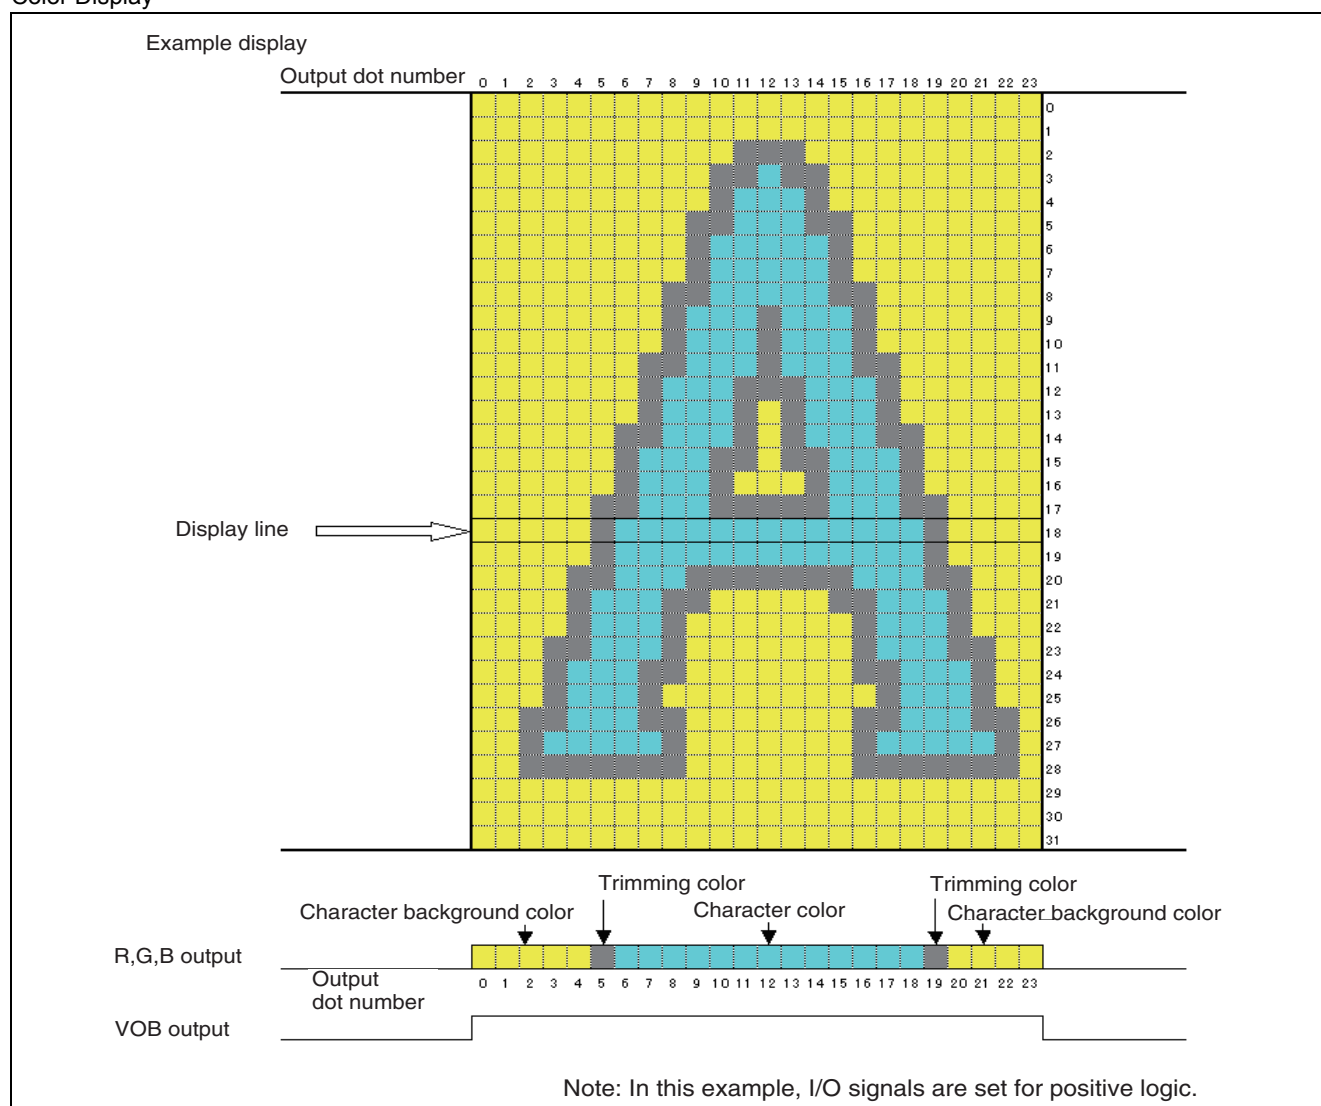 Color Display
Example display
Output dot number 0 1 2 3 4 5 6 7 8 9 10 11 12 13 14 15 16 17 18 19 20 21 22 23
0
1
2
3
4
5
6
7
8
9
10
11
12
13
14
15
16
17
Display line
18
19
20
21
22
23
24
25
26
27
28
29
30
31
Trimming color Trimming color
Character background color Character color Character background color
R,G,B output
Output
dot number
0 1 2 3 4 5 6 7 8 9 10 11 12 13 14 15 16 17 18 19 20 21 22 23
VOB output
Note: In this example, I/O signals are set for positive logic.